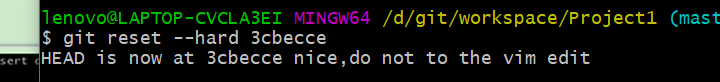 lenovo@LAPTOP-CVCLA3EI MINGW64 /d/git/workspace/Project1 (mast
$ git reset --hard 3cbecce
HEAD is now at 3cbecce nice,do not to the vim edit
sert